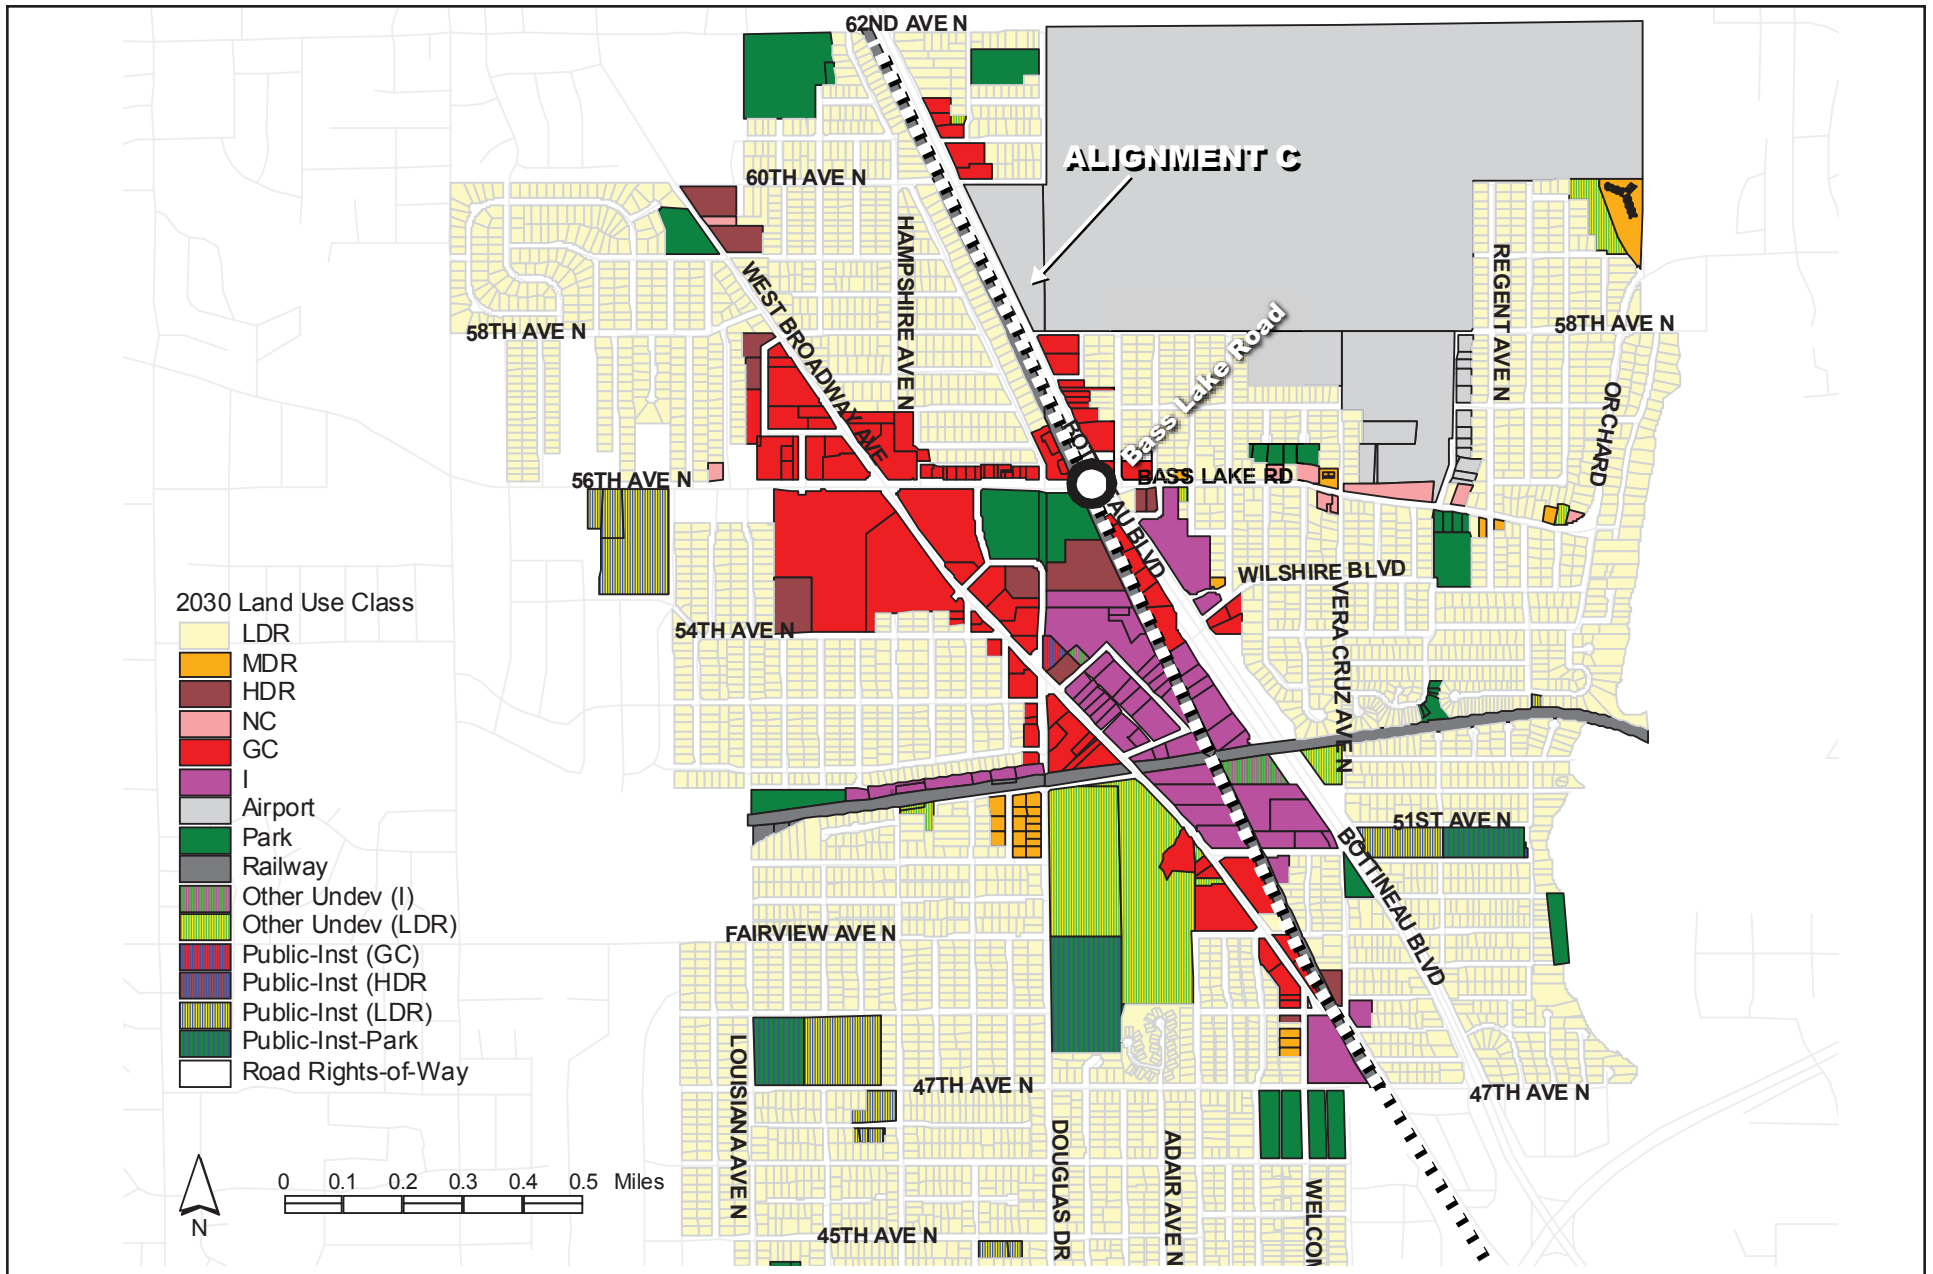 62ND AVE N
ALIGNMENT C
60TH AVE N
HAMPSHIRE AVE N
WEST BROADWAY AVE
REGENT AVE N
58TH AVE N
58TH AVE N
Bass Lake Road
ORCHARD
56TH AVE N
BASS LAKE RD
BOT
AU BLVD
WILSHIRE BLVD
VERA CRUZ AVE N
54TH AVE N
2030 Land Use Class
LDR
MDR
HDR
NC
GC
I
Airport
Park
Railway
Other Undev (I)
Other Undev (LDR)
Public-Inst (GC)
Public-Inst (HDR
Public-Inst (LDR)
Public-Inst-Park
Road Rights-of-Way
51ST AVE N
BOTTINEAU BLVD
FAIRVIEW AVE N
LOUISIANA AVE N
47TH AVE N
47TH AVE N
DOUGLAS DR
ADAIR AVE N
WELCOM
45TH AVE N
0 0.1 0.2 0.3 0.4 0.5 Miles
N